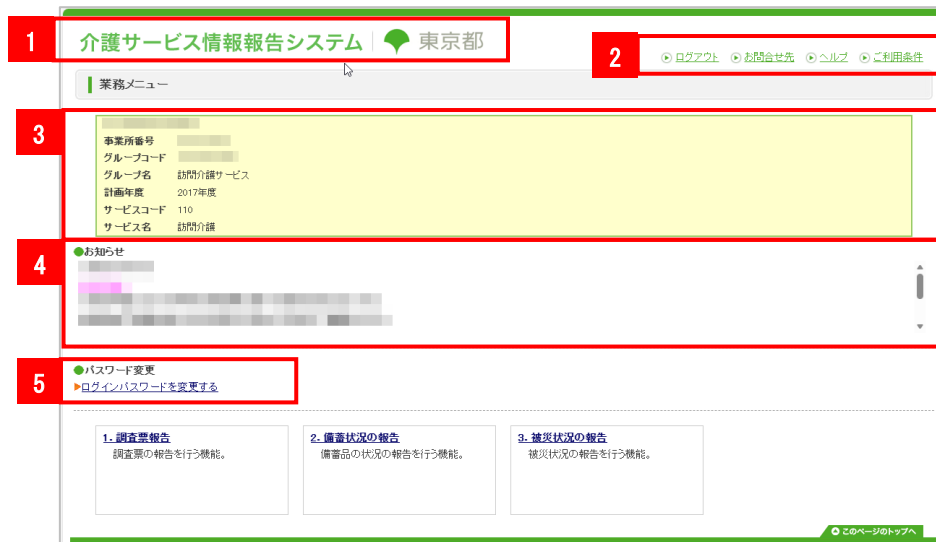 1
介護サービス情報報告システム 東京都
2
ログアウト お問合せ先 ヘルプ ご利用条件
業務メニュー
3
事業所番号
グループコード
グループ名 訪問介護サービス
計画年度 2017年度
サービスコード 110
サービス名 訪問介護
4
●お知らせ
5
●パスワード変更
▶ログインパスワードを変更する
1. 調査票報告
調査票の報告を行う機能。
2. 備蓄状況の報告
備蓄品の状況の報告を行う機能。
3. 被災状況の報告
被災状況の報告を行う機能。
このページのトップへ